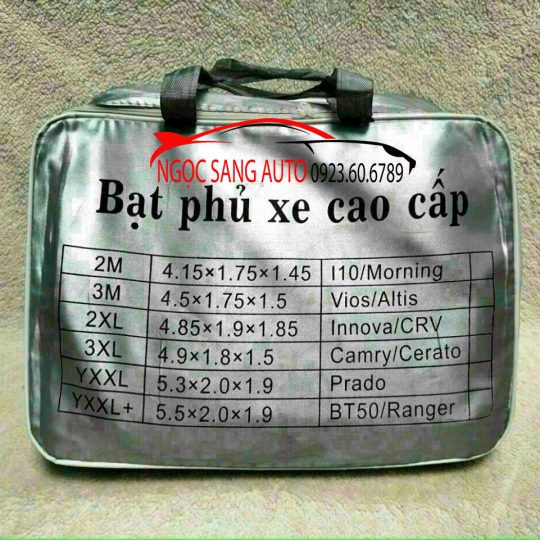 NGỌC SANG AUTO 0923.60.6789
Bạt phủ xe cao cấp
2M 4.15×1.75×1.45 I10/Morning
3M 4.5×1.75×1.5 Vios/Altis
2XL 4.85×1.9×1.85 Innova/CRV
3XL 4.9×1.8×1.5 Camry/Cerato
YXXL 5.3×2.0×1.9 Prado
YXXL+ 5.5×2.0×1.9 BT50/Ranger